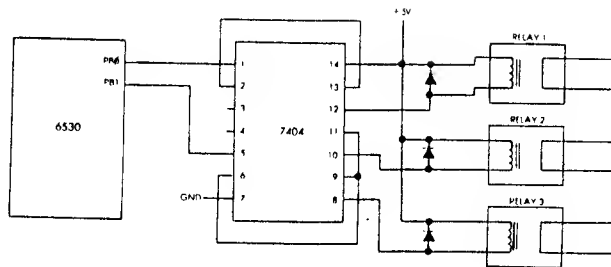 + 5V
RELAY 1
PB0
PB1
6530
7404
1
2
3
4
5
6
7
14
13
12
11
10
9
8
GND
RELAY 2
RELAY 3